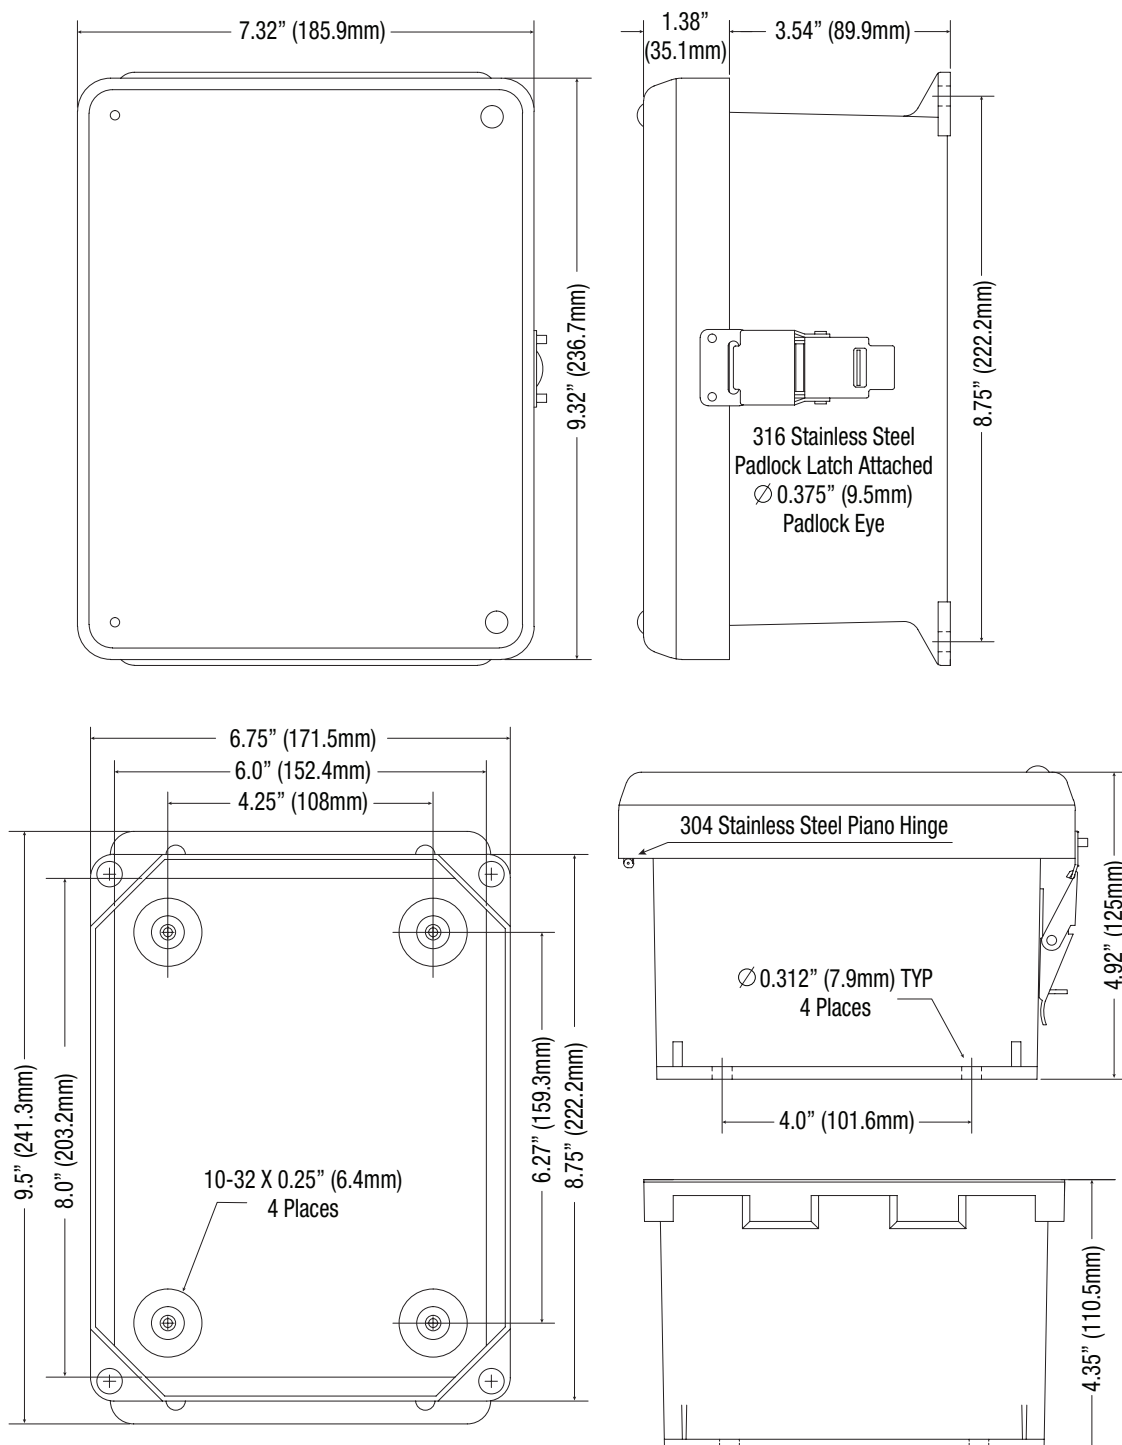 7.32” (185.9mm)
1.38”
(35.1mm)
3.54” (89.9mm)
9.32” (236.7mm)
8.75” (222.2mm)
316 Stainless Steel
Padlock Latch Attached
∅ 0.375” (9.5mm)
Padlock Eye
6.75” (171.5mm)
6.0” (152.4mm)
4.25” (108mm)
9.5” (241.3mm)
8.0” (203.2mm)
6.27” (159.3mm)
8.75” (222.2mm)
10-32 X 0.25” (6.4mm)
4 Places
304 Stainless Steel Piano Hinge
∅ 0.312” (7.9mm) TYP
4 Places
4.92” (125mm)
4.0” (101.6mm)
4.35” (110.5mm)